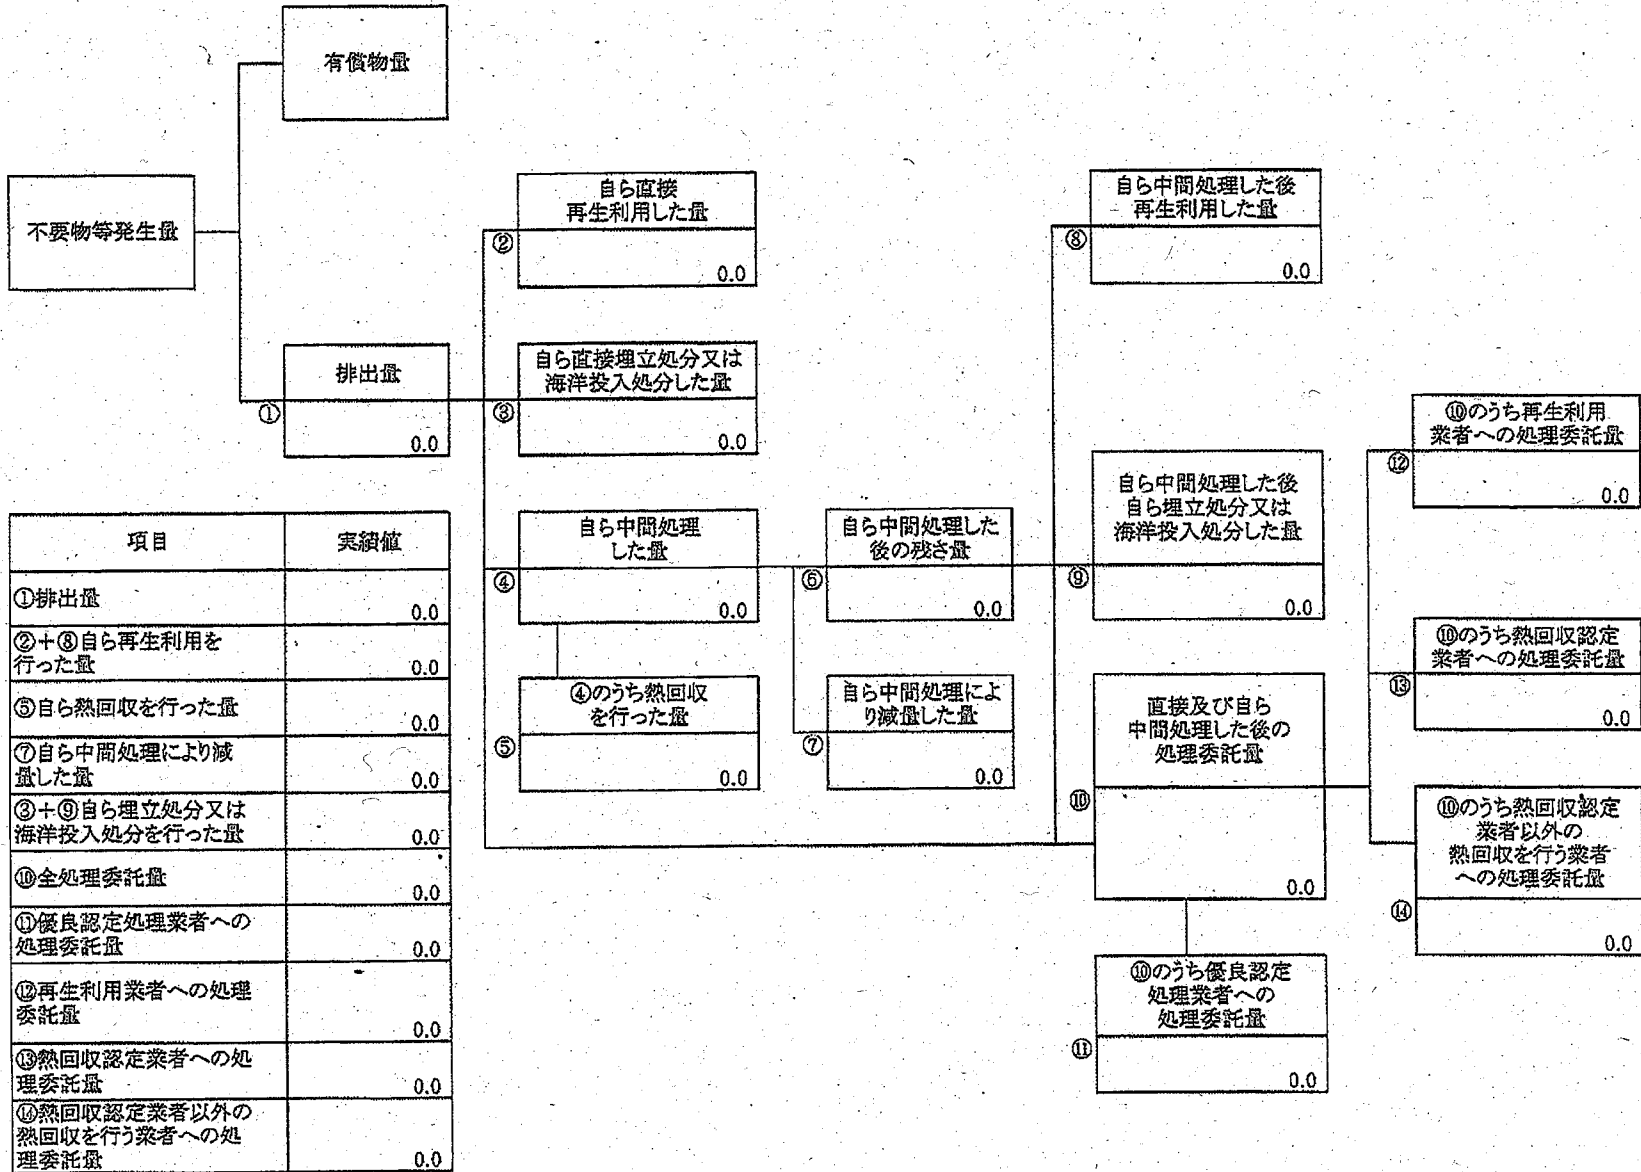 有償物量
不要物等発生量
排出量
①
0.0
自ら直接
再生利用した量
②
0.0
自ら直接埋立処分又は
海洋投入処分した量
③
0.0
自ら中間処理
した量
④
0.0
④のうち熱回収
を行った量
⑤
0.0
自ら中間処理した
後の残さ量
⑥
0.0
自ら中間処理によ
り減量した量
⑦
0.0
自ら中間処理した後
再生利用した量
⑧
0.0
自ら中間処理した後
自ら埋立処分又は
海洋投入処分した量
⑨
0.0
直接及び自ら
中間処理した後の
処理委託量
⑩
0.0
⑩のうち優良認定
処理業者への
処理委託量
⑪
0.0
⑩のうち再生利用
業者への処理委託量
⑫
0.0
⑩のうち熱回収認定
業者への処理委託量
⑬
0.0
⑩のうち熱回収認定
業者以外の
熱回収を行う業者
への処理委託量
⑭
0.0
項目 実績値
①排出量 0.0
②＋⑧自ら再生利用を
行った量 0.0
⑤自ら熱回収を行った量 0.0
⑦自ら中間処理により減
量した量 0.0
③＋⑨自ら埋立処分又は
海洋投入処分を行った量 0.0
⑩全処理委託量 0.0
⑪優良認定処理業者への
処理委託量 0.0
⑫再生利用業者への処理
委託量 0.0
⑬熱回収認定業者への処
理委託量 0.0
⑭熱回収認定業者以外の
熱回収を行う業者への処
理委託量 0.0